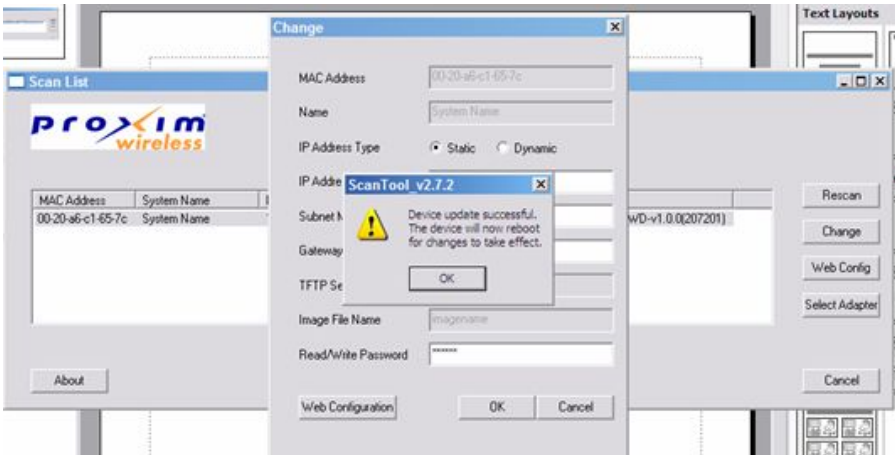 Text Layouts
Change
Scan List
proxim
wireless
MAC Address
00-20-a6-c1-65-7c
Name
System Name
IP Address Type
Static
Dynamic
IP Addre
ScanTool_v2.7.2
Device update successful.
The device will now reboot
for changes to take effect.
OK
MAC Address
System Name
00-20-a6-c1-65-7c
System Name
WD-v1.0.0(207201)
Subnet M
Gateway
TFTP Se
Image File Name
imagename
Read/Write Password
******
Web Configuration
OK
Cancel
Rescan
Change
Web Config
Select Adapter
About
Cancel